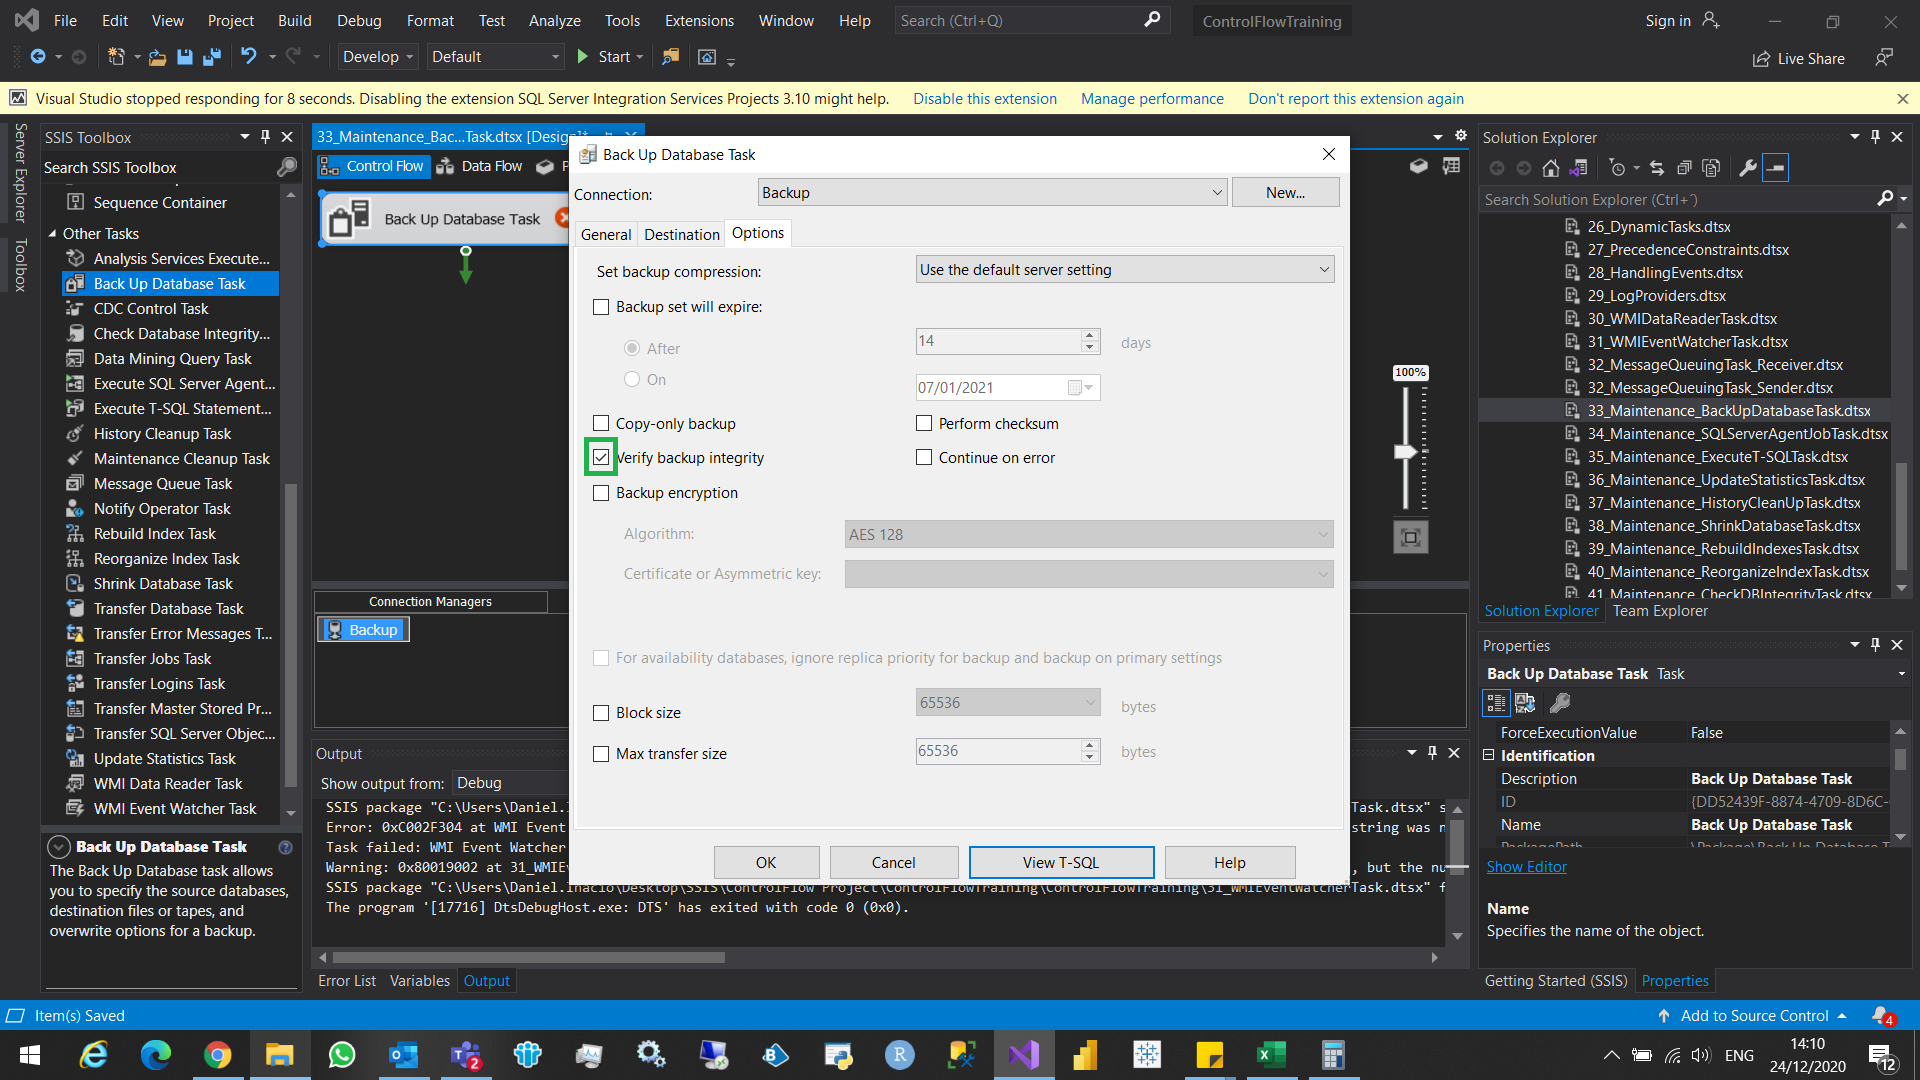 File Edit View Project Build Debug Format Test Analyze Tools Extensions Window Help Search (Ctrl+Q) ControlFlowTraining Sign in
Develop Default Start Live Share
Visual Studio stopped responding for 8 seconds. Disabling the extension SQL Server Integration Services Projects 3.10 might help. Disable this extension Manage performance Don't report this extension again
Server Explorer
Toolbox
SSIS Toolbox
Search SSIS Toolbox
Sequence Container
Other Tasks
Analysis Services Execute...
Back Up Database Task
CDC Control Task
Check Database Integrity...
Data Mining Query Task
Execute SQL Server Agent...
Execute T-SQL Statement...
History Cleanup Task
Maintenance Cleanup Task
Message Queue Task
Notify Operator Task
Rebuild Index Task
Reorganize Index Task
Shrink Database Task
Transfer Database Task
Transfer Error Messages T...
Transfer Jobs Task
Transfer Logins Task
Transfer Master Stored Pr...
Transfer SQL Server Objec...
Update Statistics Task
WMI Data Reader Task
WMI Event Watcher Task
Back Up Database Task
The Back Up Database task allows
you to specify the source databases,
destination files or tapes, and
overwrite options for a backup.
33_Maintenance_Bac...Task.dtsx [Design]*
Control Flow Data Flow P
Back Up Database Task
100%
Connection Managers
Backup
Back Up Database Task
Connection: Backup New...
General Destination Options
Set backup compression: Use the default server setting
Backup set will expire:
After 14 days
On 07/01/2021
Copy-only backup Perform checksum
Verify backup integrity Continue on error
Backup encryption
Algorithm: AES 128
Certificate or Asymmetric key:
For availability databases, ignore replica priority for backup and backup on primary settings
Block size 65536 bytes
Max transfer size 65536 bytes
OK Cancel View T-SQL Help
Output
Show output from: Debug
SSIS package "C:\Users\Daniel. Task.dtsx" s
Error: 0xC002F304 at WMI Event string was n
Task failed: WMI Event Watcher
Warning: 0x80019002 at 31_WMIEv , but the nu
SSIS package "C:\Users\Daniel.Inacio\Desktop\SSIS\ControlFlow Project\ControlFlowTraining\ControlFlowTraining\31_WMIEventWatcherTask.dtsx" f
The program '[17716] DtsDebugHost.exe: DTS' has exited with code 0 (0x0).
Error List Variables Output
Solution Explorer
Search Solution Explorer (Ctrl+´)
26_DynamicTasks.dtsx
27_PrecedenceConstraints.dtsx
28_HandlingEvents.dtsx
29_LogProviders.dtsx
30_WMIDataReaderTask.dtsx
31_WMIEventWatcherTask.dtsx
32_MessageQueuingTask_Receiver.dtsx
32_MessageQueuingTask_Sender.dtsx
33_Maintenance_BackUpDatabaseTask.dtsx
34_Maintenance_SQLServerAgentJobTask.dtsx
35_Maintenance_ExecuteT-SQLTask.dtsx
36_Maintenance_UpdateStatisticsTask.dtsx
37_Maintenance_HistoryCleanUpTask.dtsx
38_Maintenance_ShrinkDatabaseTask.dtsx
39_Maintenance_RebuildIndexesTask.dtsx
40_Maintenance_ReorganizeIndexTask.dtsx
41_Maintenance_CheckDBIntegrityTask.dtsx
Solution Explorer Team Explorer
Properties
Back Up Database Task Task
ForceExecutionValue False
Identification
Description Back Up Database Task
ID {DD52439F-8874-4709-8D6C-
Name Back Up Database Task
PackagePath \Package\Back Up Database T
Show Editor
Name
Specifies the name of the object.
Getting Started (SSIS) Properties
Item(s) Saved Add to Source Control 4
2 ENG 14:10
24/12/2020 12